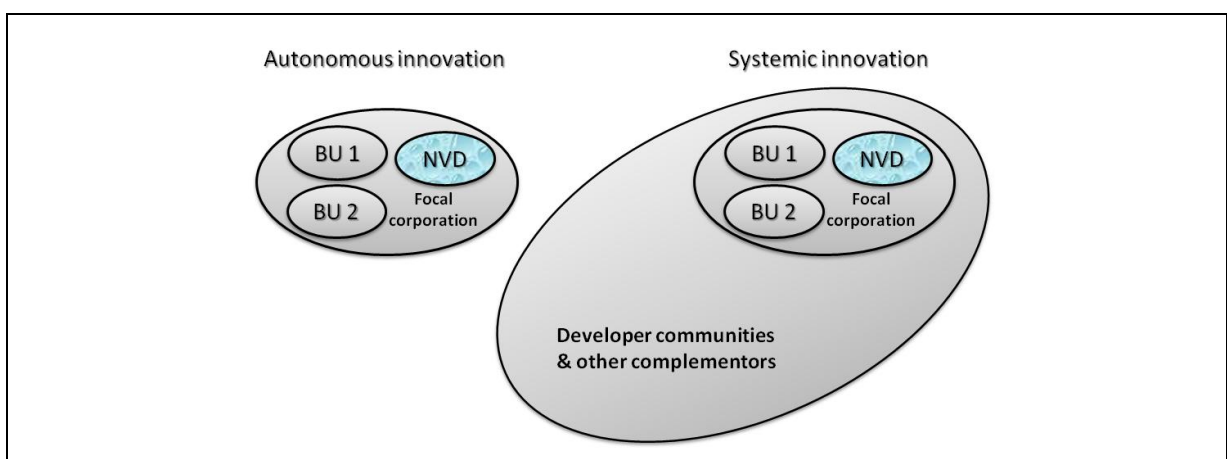 Autonomous innovation
BU 1
NVD
BU 2
Focal
corporation
Systemic innovation
BU 1
NVD
BU 2
Focal
corporation
Developer communities
& other complementors